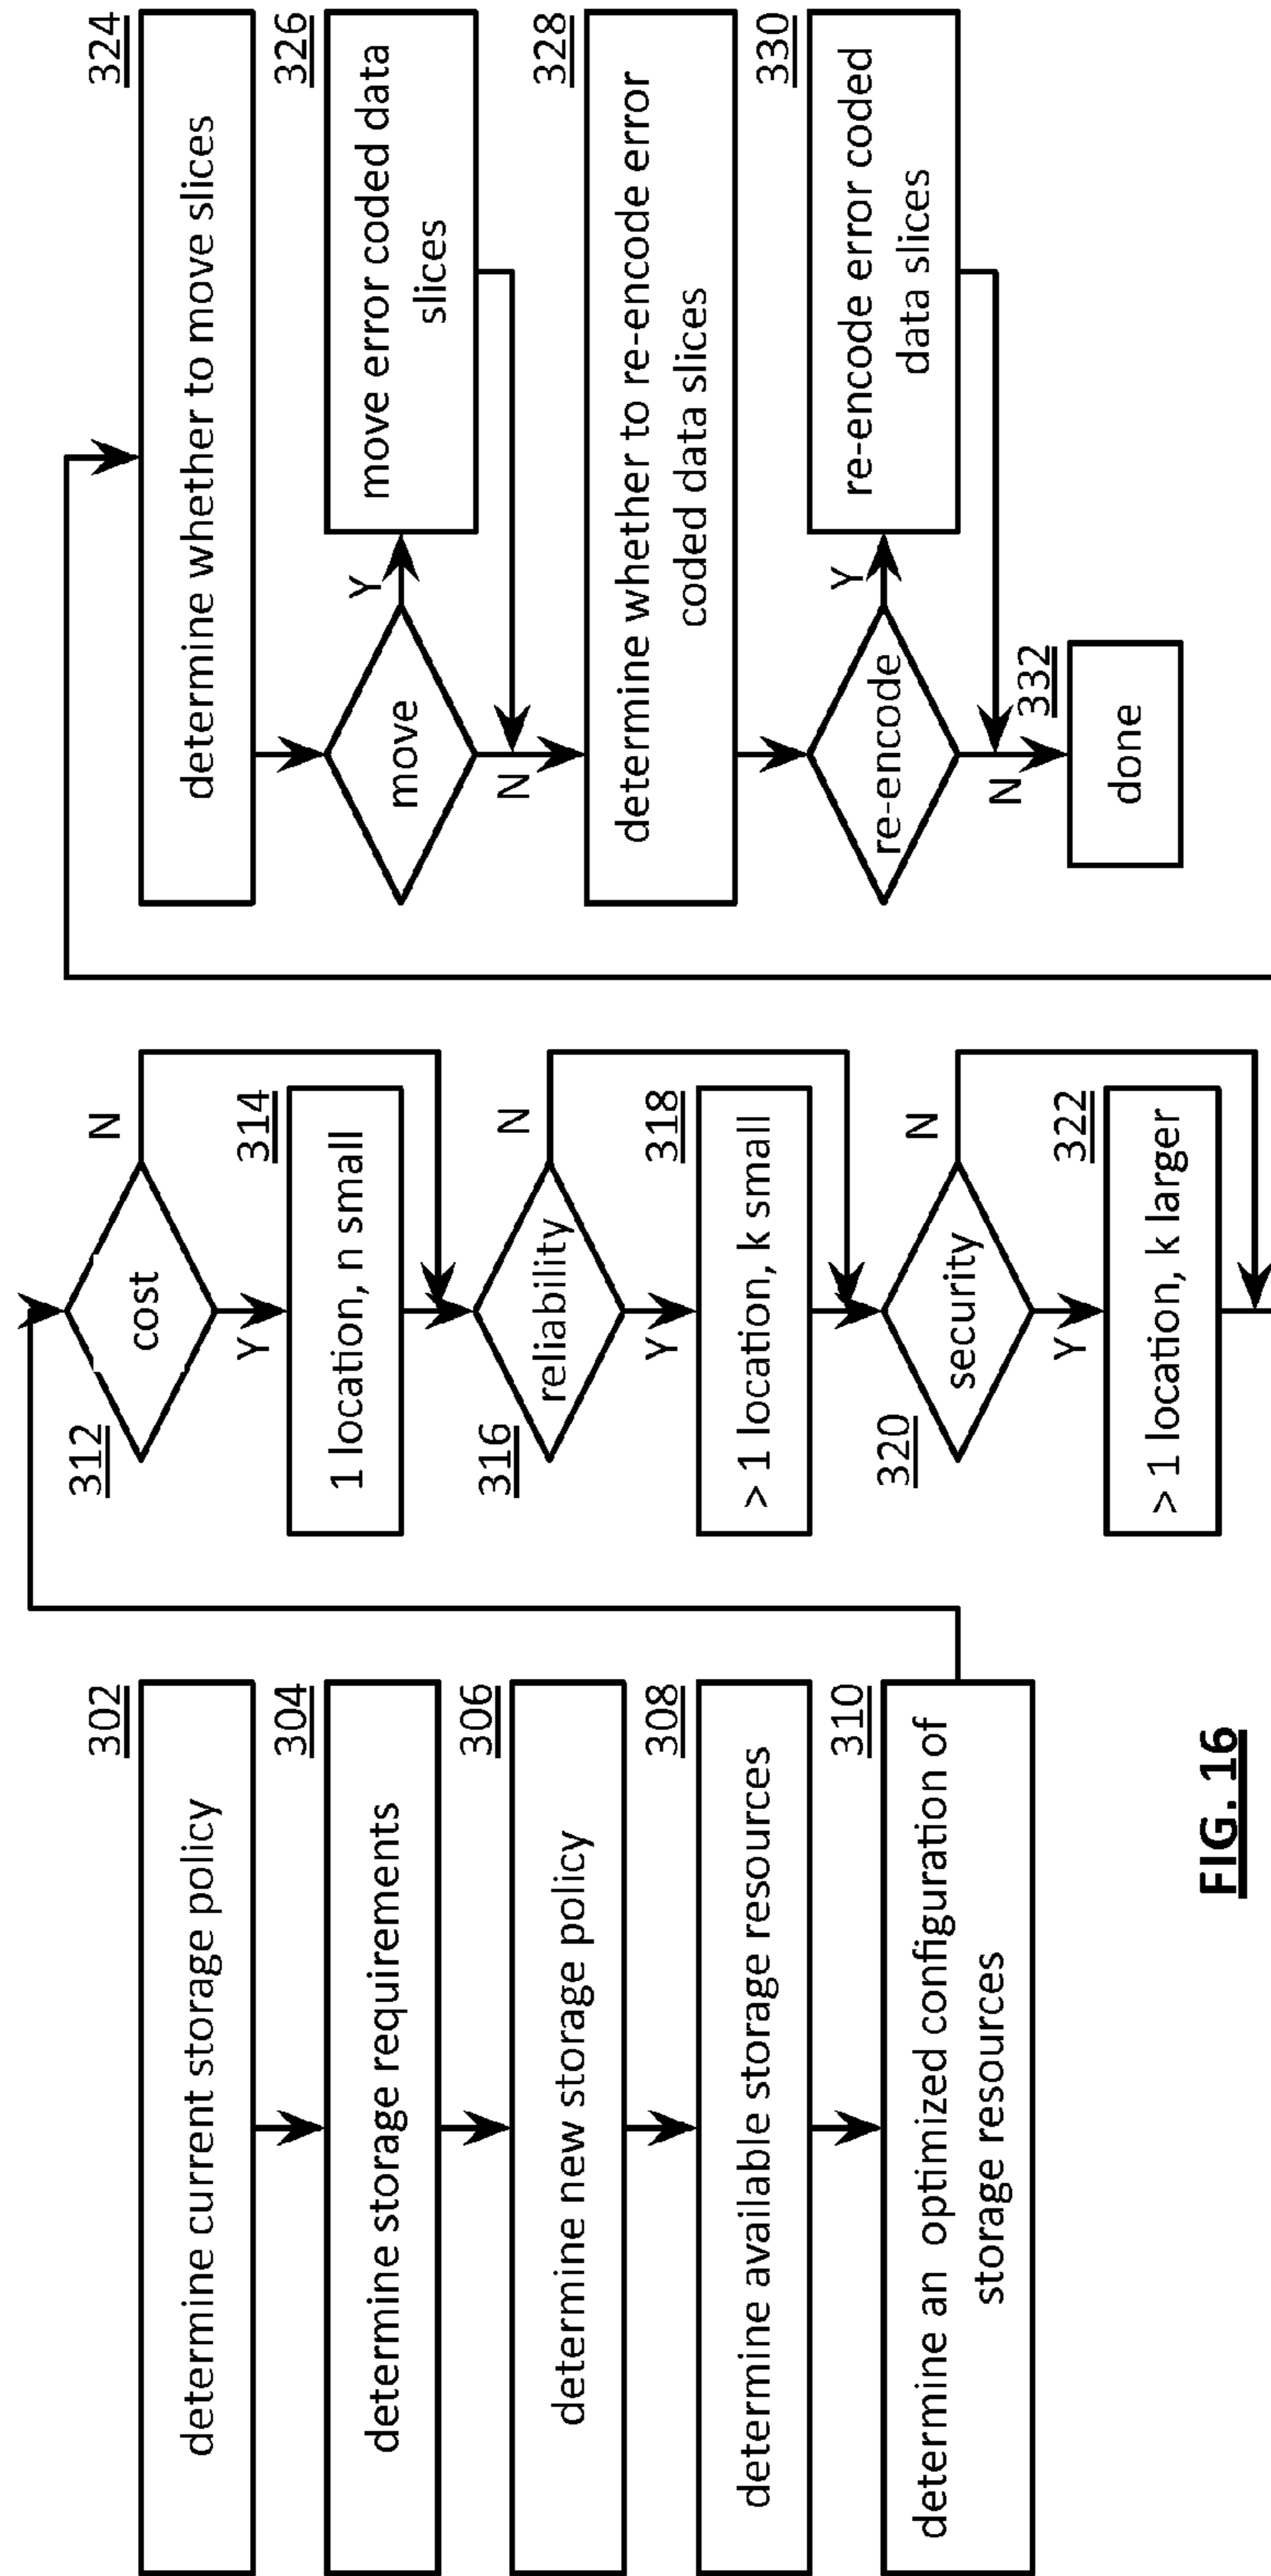 302
determine current storage policy
304
determine storage requirements
306
determine new storage policy
308
determine available storage resources
310
determine an optimized configuration of
storage resources
312
cost
N
Y
314
1 location, n small
316
reliability
N
Y
318
> 1 location, k small
320
security
N
Y
322
> 1 location, k larger
324
determine whether to move slices
move
Y
N
326
move error coded data
slices
328
determine whether to re-encode error
coded data slices
re-encode
Y
N
330
re-encode error coded
data slices
332
done
FIG. 16